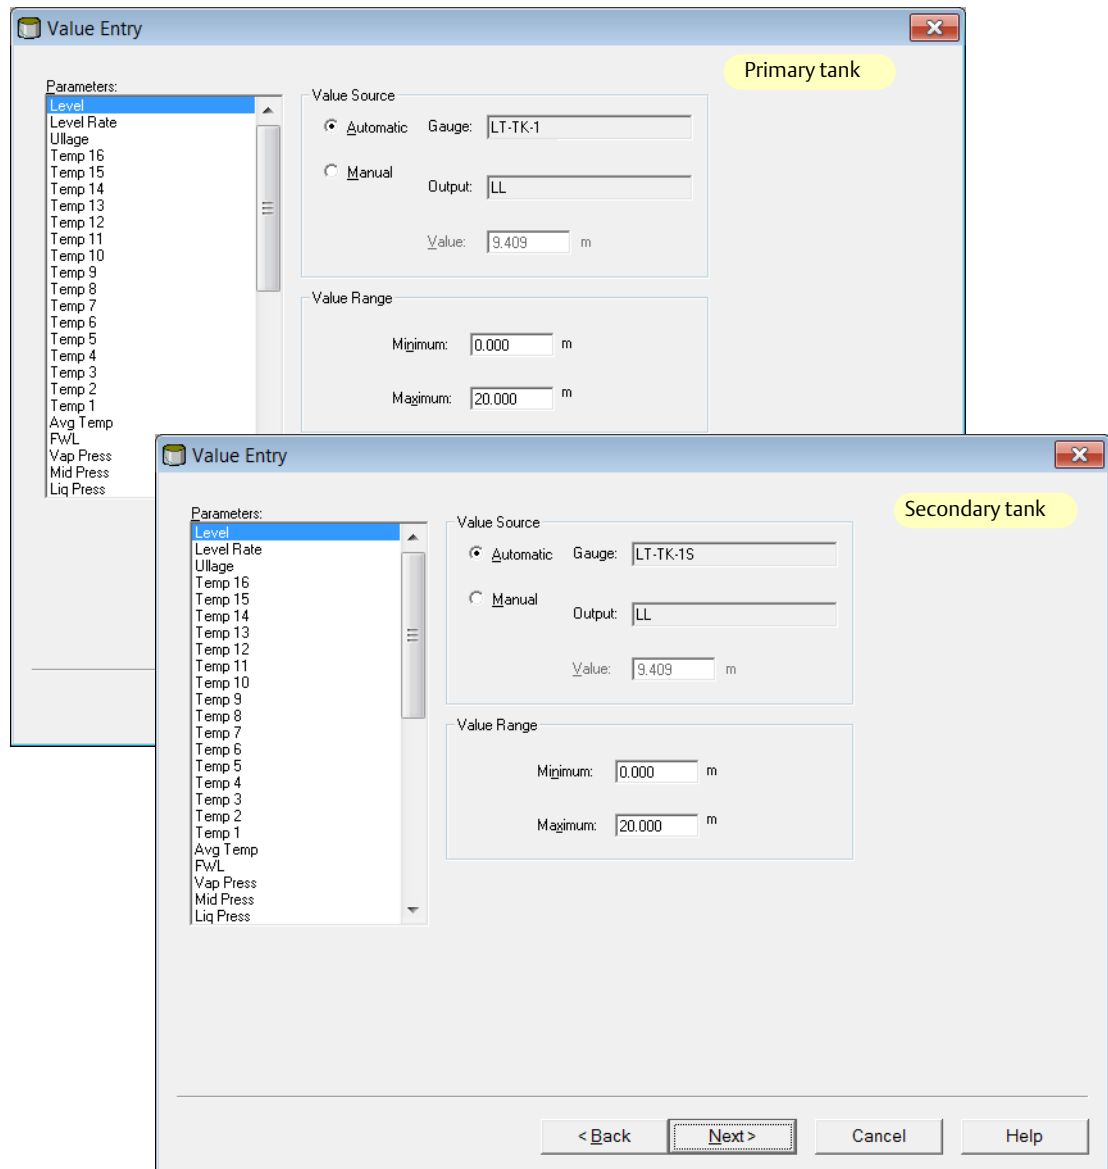 Value Entry
Primary tank
Parameters:
Level
Level Rate
Ullage
Temp 16
Temp 15
Temp 14
Temp 13
Temp 12
Temp 11
Temp 10
Temp 9
Temp 8
Temp 7
Temp 6
Temp 5
Temp 4
Temp 3
Temp 2
Temp 1
Avg Temp
FWL
Vap Press
Mid Press
Liq Press
Value Source
Automatic Gauge: LT-TK-1
Manual
Output: LL
Value: 9.409 m
Value Range
Minimum: 0.000 m
Maximum: 20.000 m
Value Entry
Secondary tank
Parameters:
Level
Level Rate
Ullage
Temp 16
Temp 15
Temp 14
Temp 13
Temp 12
Temp 11
Temp 10
Temp 9
Temp 8
Temp 7
Temp 6
Temp 5
Temp 4
Temp 3
Temp 2
Temp 1
Avg Temp
FWL
Vap Press
Mid Press
Liq Press
Value Source
Automatic Gauge: LT-TK-1S
Manual
Output: LL
Value: 9.409 m
Value Range
Minimum: 0.000 m
Maximum: 20.000 m
< Back Next > Cancel Help